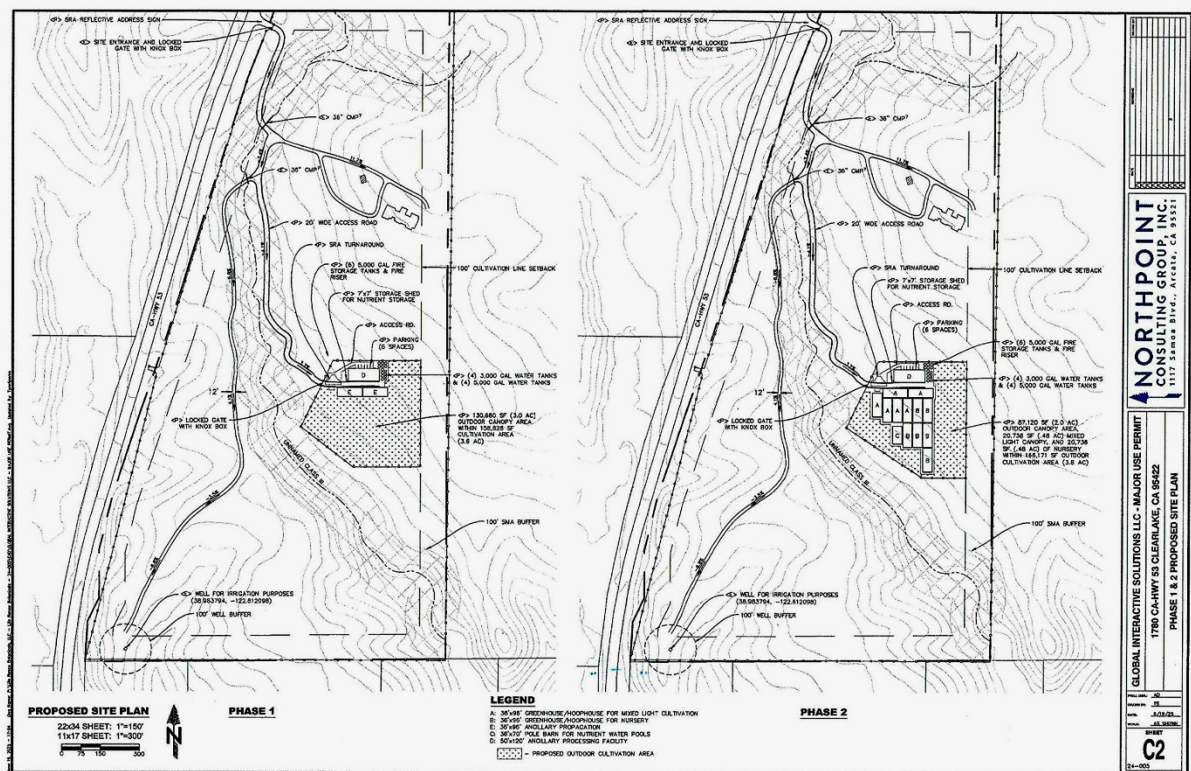 <P> SRA REFLECTIVE ADDRESS SIGN
<E> SITE ENTRANCE AND LOCKED
GATE WITH KNOX BOX
<E> 36" CMP?
<E> 36" CMP?
<P> 20' WIDE ACCESS ROAD
<P> SRA TURNAROUND
<P> (6) 5,000 GAL FIRE
STORAGE TANKS & FIRE
RISER
100' CULTIVATION LINE SETBACK
<P> 7'x7' STORAGE SHED
FOR NUTRIENT STORAGE
<P> ACCESS RD.
<P> PARKING
(6 SPACES)
CA-HWY 53
D
<P> (4) 3,000 GAL WATER TANKS
& (4) 5,000 GAL WATER TANKS
12'
<P> LOCKED GATE
WITH KNOX BOX
<P> 130,680 SF (3.0 AC)
OUTDOOR CANOPY AREA
WITHIN 158,828 SF
CULTIVATION AREA
(3.6 AC)
UNNAMED CLASS III
100' SMA BUFFER
<E> WELL FOR IRRIGATION PURPOSES
(38.983794, -122.612098)
100' WELL BUFFER
<P> SRA REFLECTIVE ADDRESS SIGN
<E> SITE ENTRANCE AND LOCKED
GATE WITH KNOX BOX
<E> 36" CMP?
<E> 36" CMP?
<P> 20' WIDE ACCESS ROAD
100' CULTIVATION LINE SETBACK
<P> SRA TURNAROUND
<P> 7'x7' STORAGE SHED
FOR NUTRIENT STORAGE
<P> ACCESS RD.
<P> PARKING
(6 SPACES)
CA-HWY 53
<P> (6) 5,000 GAL FIRE
STORAGE TANKS & FIRE
RISER
D
<P> (4) 3,000 GAL WATER TANKS
& (4) 5,000 GAL WATER TANKS
12'
<P> LOCKED GATE
WITH KNOX BOX
<P> 87,120 SF (2.0 AC)
OUTDOOR CANOPY AREA,
20,736 SF (.48 AC) MIXED
LIGHT CANOPY, AND 20,736
SF (.48 AC) OF NURSERY
OUTDOOR
CULTIVATION AREA (3.8 AC)
UNNAMED CLASS III
100' SMA BUFFER
<E> WELL FOR IRRIGATION PURPOSES
(38.983794, -122.612098)
100' WELL BUFFER
PROPOSED SITE PLAN
22x34 SHEET: 1"=150'
11x17 SHEET: 1"=300'
0 150 300
N
PHASE 1
LEGEND
A: 36'x96' GREENHOUSE/HOOPHOUSE FOR MIXED LIGHT CULTIVATION
B: 36'x96' GREENHOUSE/HOOPHOUSE FOR NURSERY
E: 36'x96' ANCILLARY PROPAGATION
C: 36'x70' POLE BARN FOR NUTRIENT WATER POOLS
D: 50'x120' ANCILLARY PROCESSING FACILITY
- PROPOSED OUTDOOR CULTIVATION AREA
PHASE 2
NORTHPOINT
CONSULTING GROUP, INC.
1117 Samoa Blvd., Arcata, CA 95521
GLOBAL INTERACTIVE SOLUTIONS LLC - MAJOR USE PERMIT
1780 CA-HWY 53 CLEARLAKE, CA 95422
PHASE 1 & 2 PROPOSED SITE PLAN
AS SHOWN
SHEET
C2
24-005